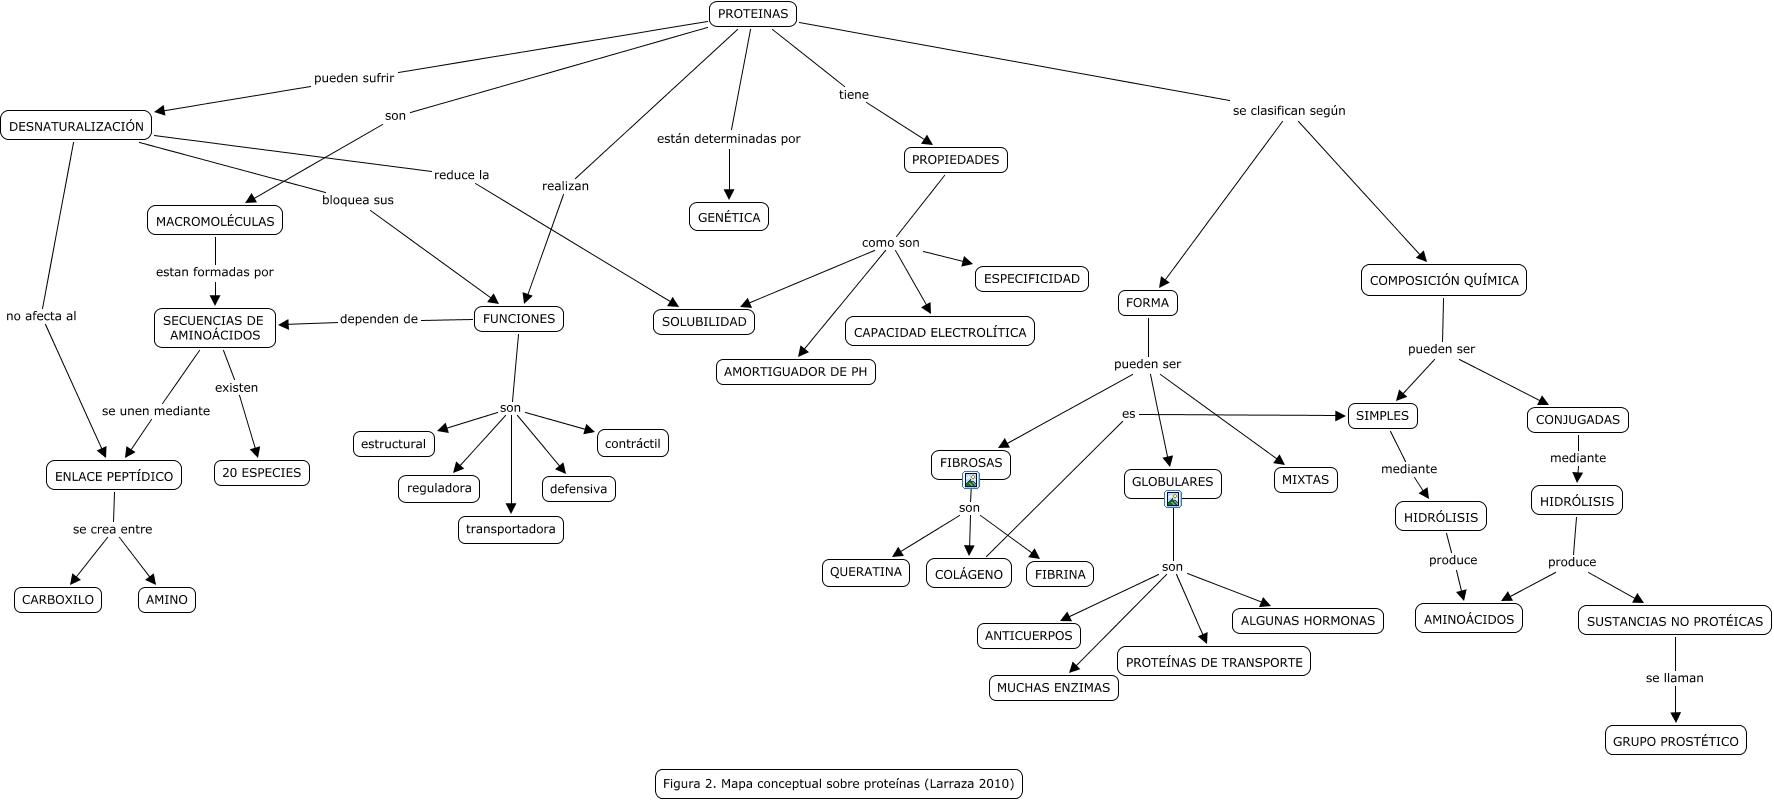 PROTEINAS
pueden sufrir
son
realizan
están determinadas por
tiene
se clasifican según
DESNATURALIZACIÓN
MACROMOLÉCULAS
bloquea sus
reduce la
GENÉTICA
PROPIEDADES
como son
ESPECIFICIDAD
CAPACIDAD ELECTROLÍTICA
AMORTIGUADOR DE PH
SOLUBILIDAD
estan formadas por
no afecta al
SECUENCIAS DE
AMINOÁCIDOS
dependen de
FUNCIONES
se unen mediante
existen
ENLACE PEPTÍDICO
20 ESPECIES
se crea entre
CARBOXILO
AMINO
son
estructural
reguladora
transportadora
defensiva
contráctil
FORMA
COMPOSICIÓN QUÍMICA
pueden ser
pueden ser
es
SIMPLES
CONJUGADAS
FIBROSAS
GLOBULARES
MIXTAS
mediante
mediante
HIDRÓLISIS
HIDRÓLISIS
son
QUERATINA
COLÁGENO
FIBRINA
son
ANTICUERPOS
MUCHAS ENZIMAS
PROTEÍNAS DE TRANSPORTE
ALGUNAS HORMONAS
produce
produce
AMINOÁCIDOS
SUSTANCIAS NO PROTÉICAS
se llaman
GRUPO PROSTÉTICO
Figura 2. Mapa conceptual sobre proteínas (Larraza 2010)